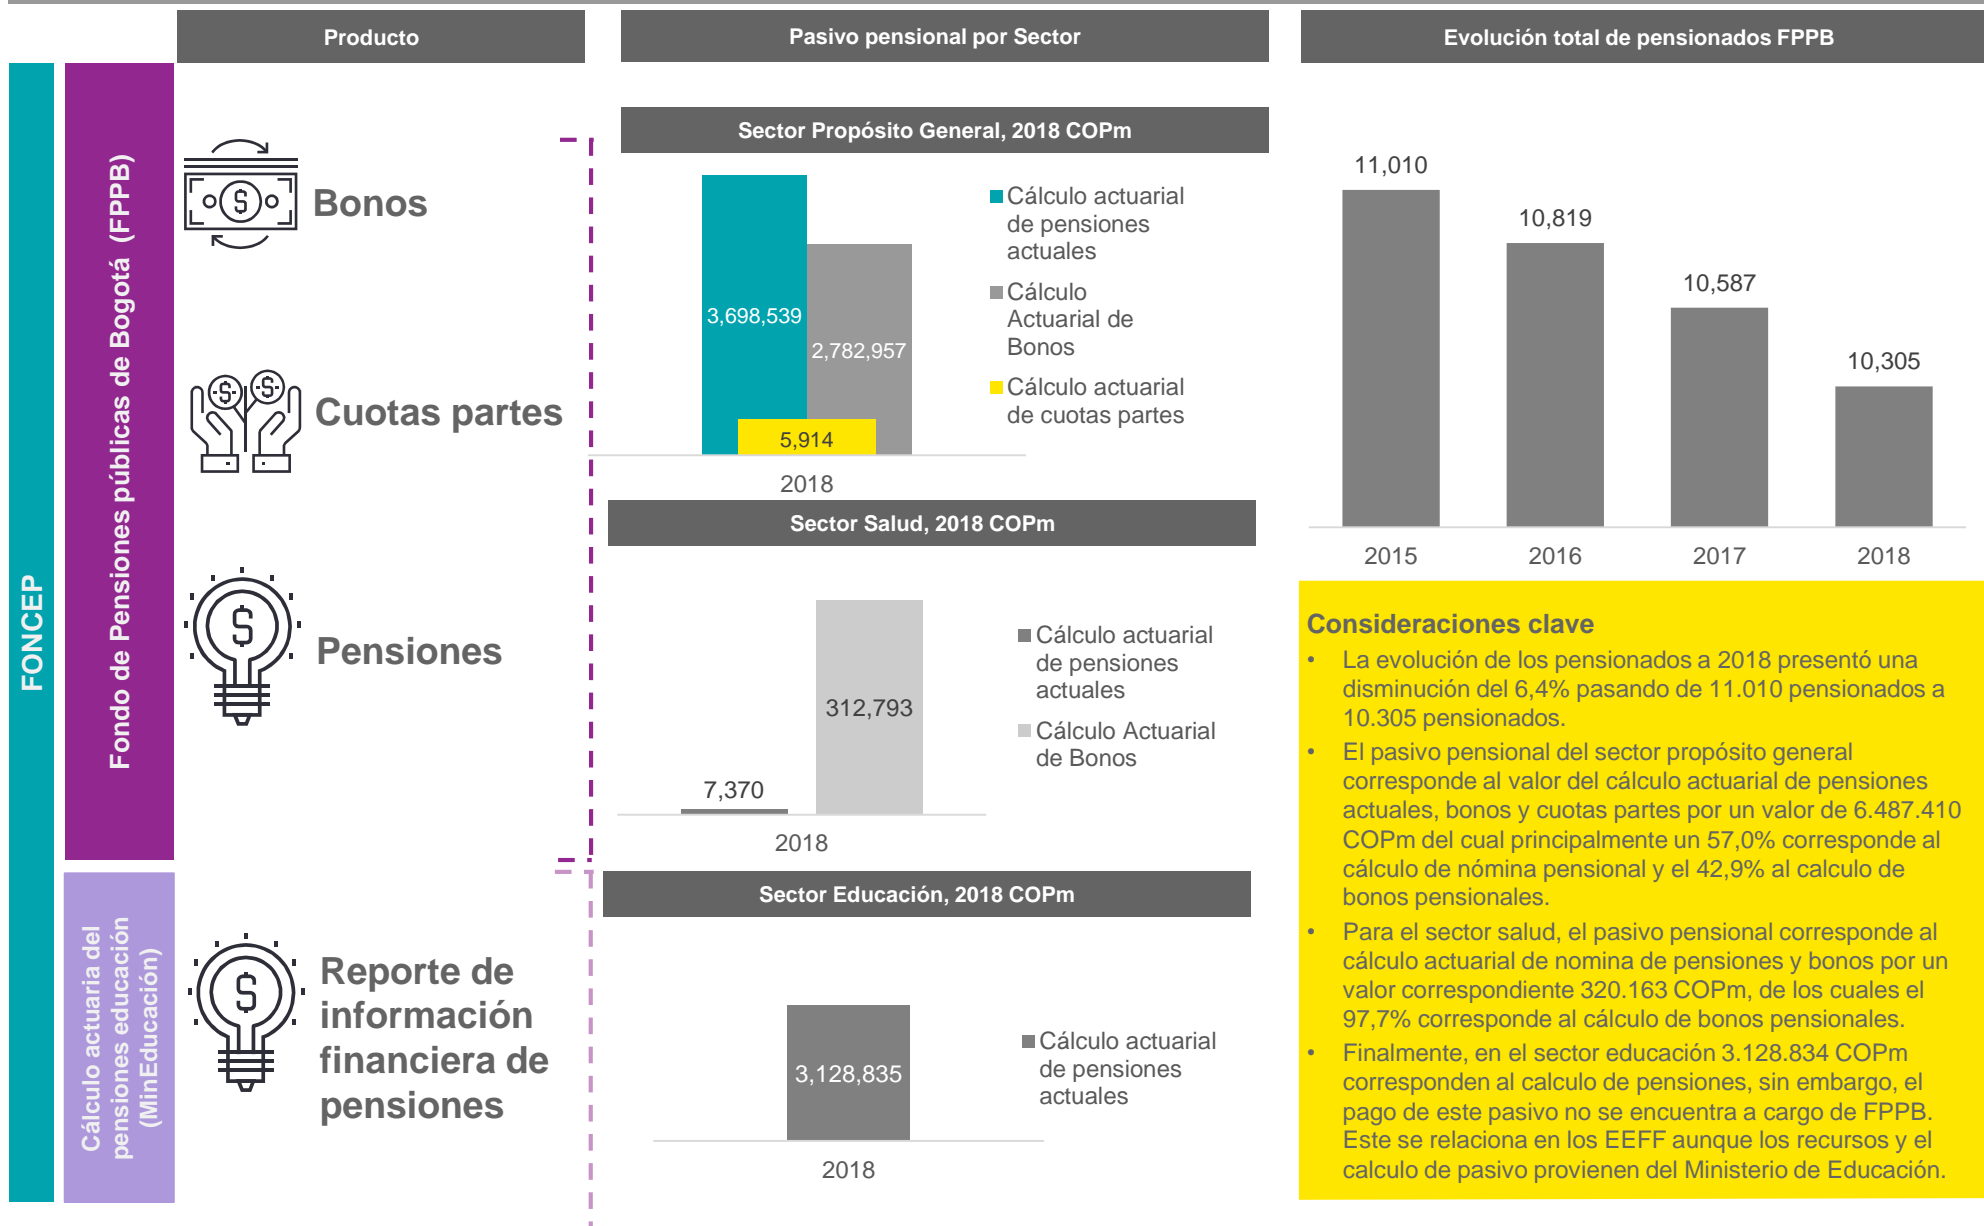 Producto
Pasivo pensional por Sector
Evolución total de pensionados FPPB
FONCEP
Fondo de Pensiones públicas de Bogotá (FPPB)
Bonos
Cuotas partes
Pensiones
Cálculo actuaria del
pensiones educación
(MinEducación)
Reporte de
información
financiera de
pensiones
Sector Propósito General, 2018 COPm
3,698,539
2,782,957
5,914
2018
Cálculo actuarial
de pensiones
actuales
Cálculo
Actuarial de
Bonos
Cálculo actuarial
de cuotas partes
Sector Salud, 2018 COPm
7,370
312,793
2018
Cálculo actuarial
de pensiones
actuales
Cálculo Actuarial
de Bonos
Sector Educación, 2018 COPm
3,128,835
2018
Cálculo actuarial
de pensiones
actuales
11,010
10,819
10,587
10,305
2015
2016
2017
2018
Consideraciones clave
• La evolución de los pensionados a 2018 presentó una
disminución del 6,4% pasando de 11.010 pensionados a
10.305 pensionados.
• El pasivo pensional del sector propósito general
corresponde al valor del cálculo actuarial de pensiones
actuales, bonos y cuotas partes por un valor de 6.487.410
COPm del cual principalmente un 57,0% corresponde al
cálculo de nómina pensional y el 42,9% al calculo de
bonos pensionales.
• Para el sector salud, el pasivo pensional corresponde al
cálculo actuarial de nomina de pensiones y bonos por un
valor correspondiente 320.163 COPm, de los cuales el
97,7% corresponde al cálculo de bonos pensionales.
• Finalmente, en el sector educación 3.128.834 COPm
corresponden al calculo de pensiones, sin embargo, el
pago de este pasivo no se encuentra a cargo de FPPB.
Este se relaciona en los EEFF aunque los recursos y el
calculo de pasivo provienen del Ministerio de Educación.